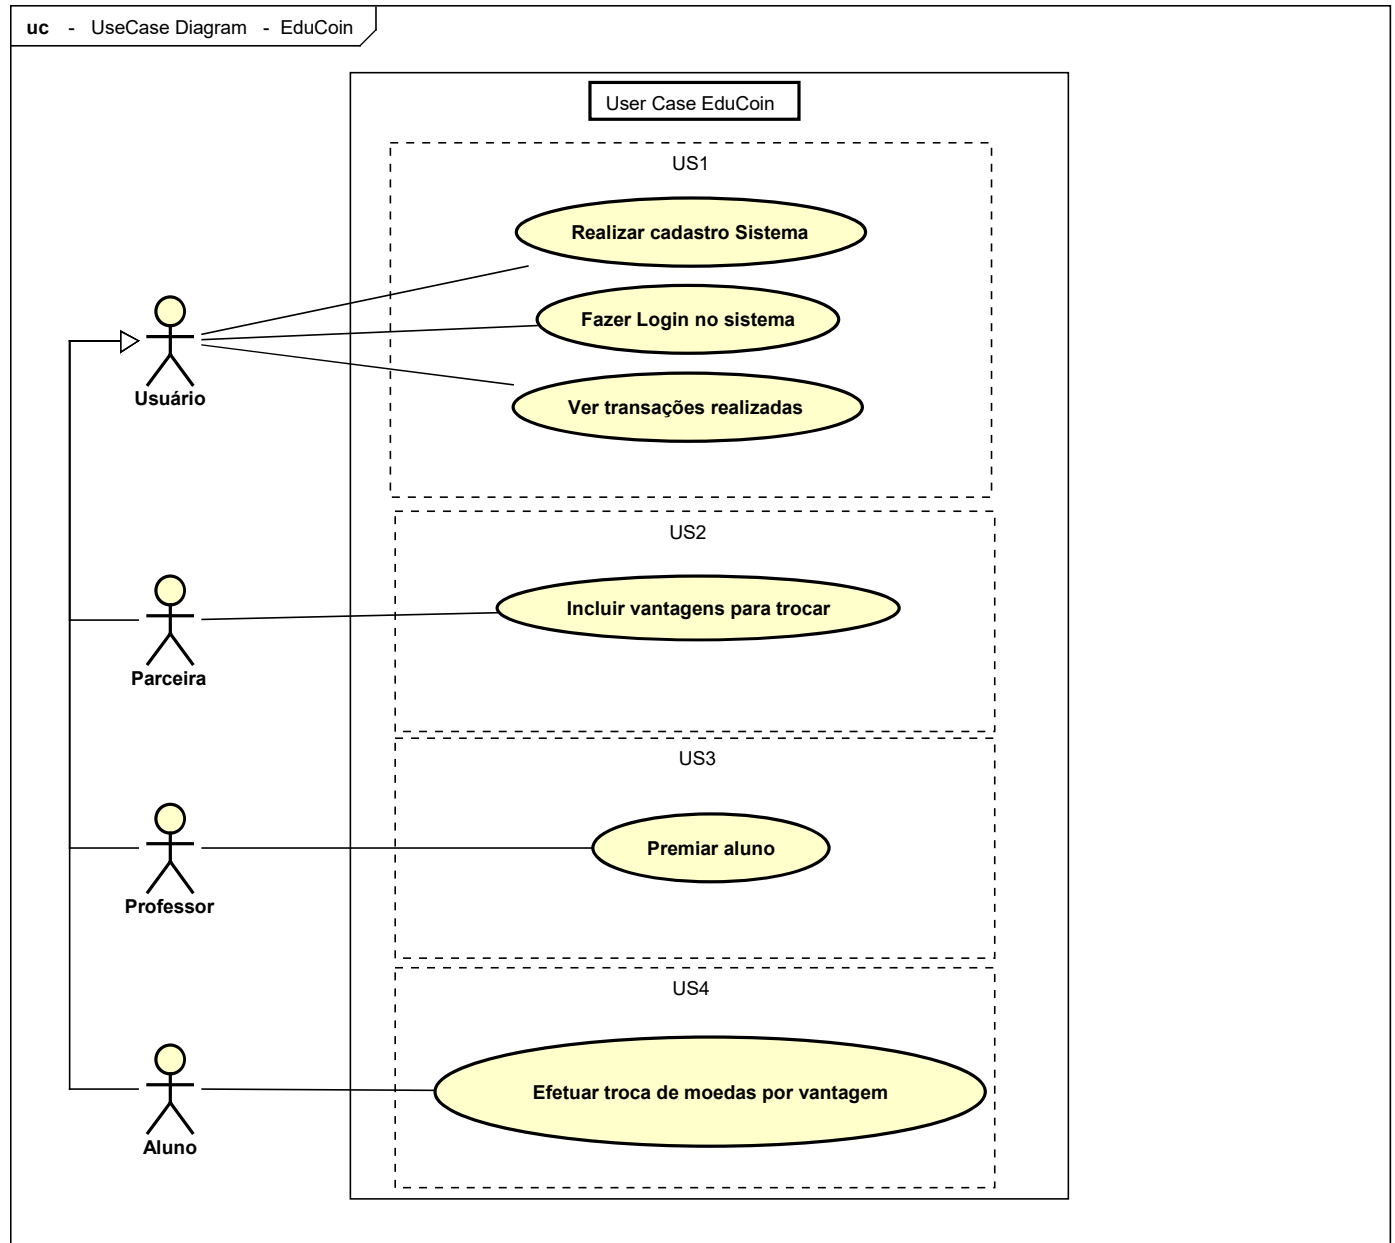 uc - UseCase Diagram - EduCoin
User Case EduCoin
US1
Realizar cadastro Sistema
Fazer Login no sistema
Ver transações realizadas
Usuário
US2
Incluir vantagens para trocar
Parceira
US3
Premiar aluno
Professor
US4
Efetuar troca de moedas por vantagem
Aluno